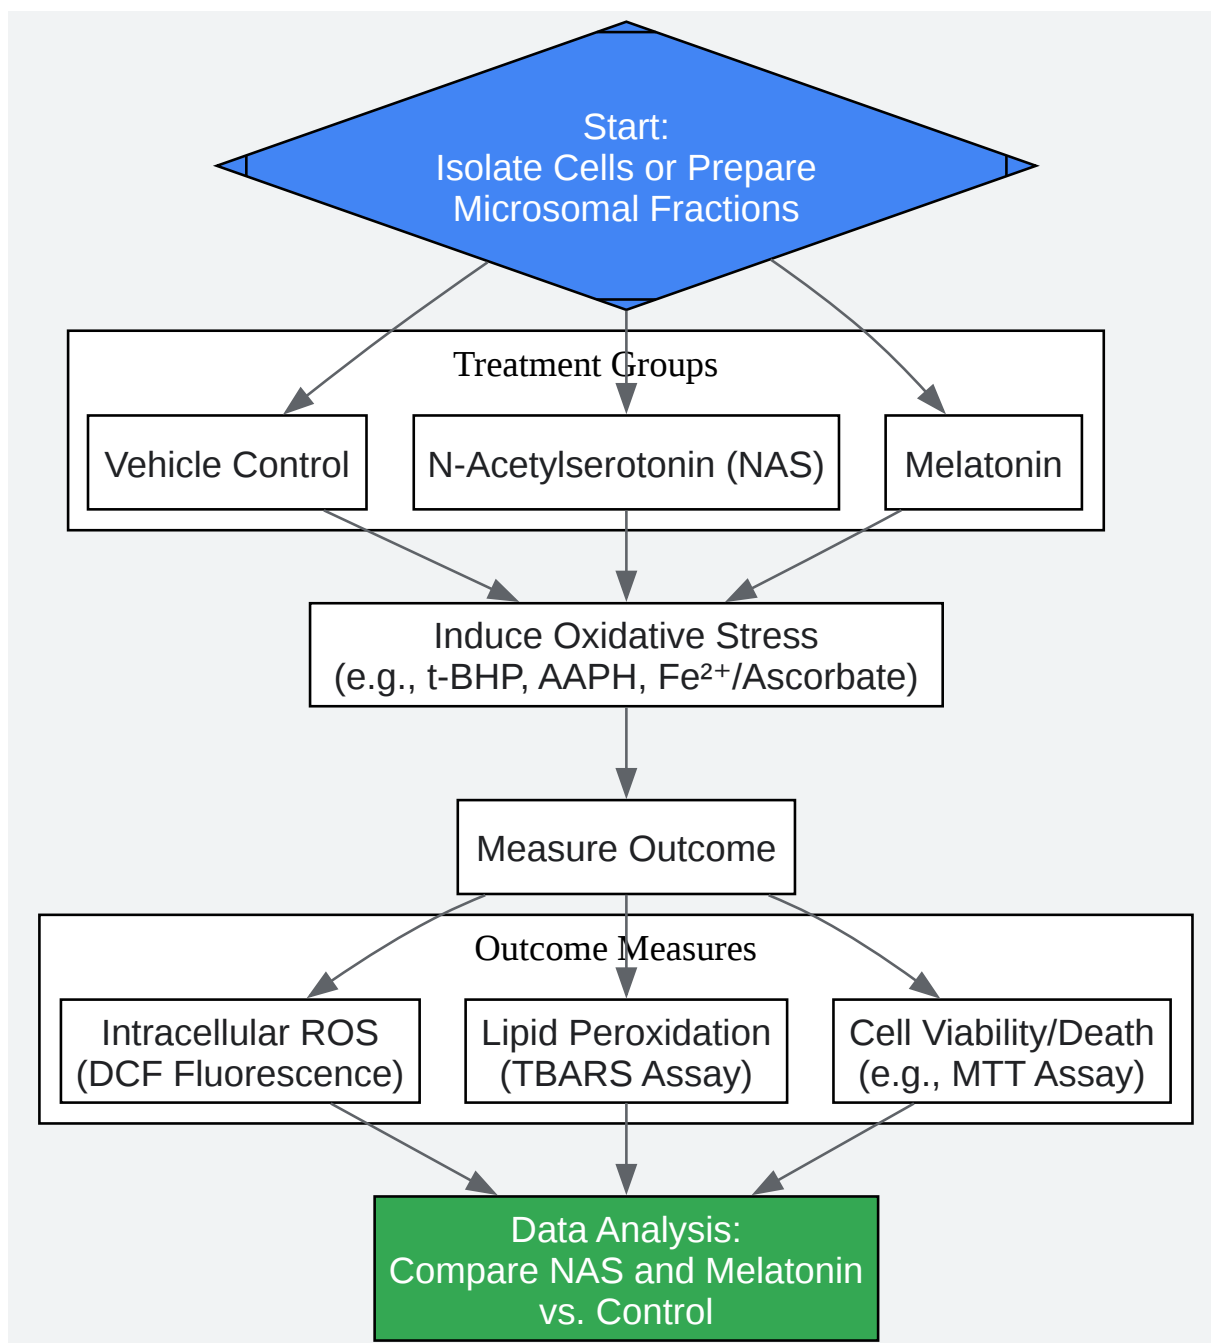 Start:
Isolate Cells or Prepare
Microsomal Fractions
Treatment Groups
Vehicle Control
N-Acetylserotonin (NAS)
Melatonin
Induce Oxidative Stress
(e.g., t-BHP, AAPH, Fe²⁺/Ascorbate)
Measure Outcome
Outcome Measures
Intracellular ROS
(DCF Fluorescence)
Lipid Peroxidation
(TBARS Assay)
Cell Viability/Death
(e.g., MTT Assay)
Data Analysis:
Compare NAS and Melatonin
vs. Control